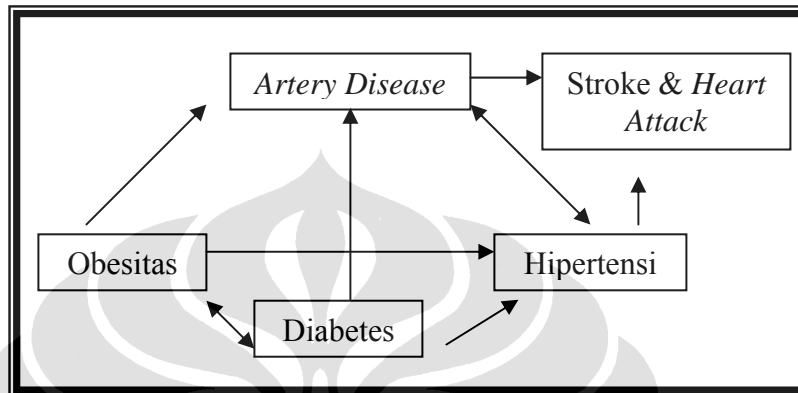 Artery Disease
Stroke & Heart
Attack
Obesitas
Hipertensi
Diabetes